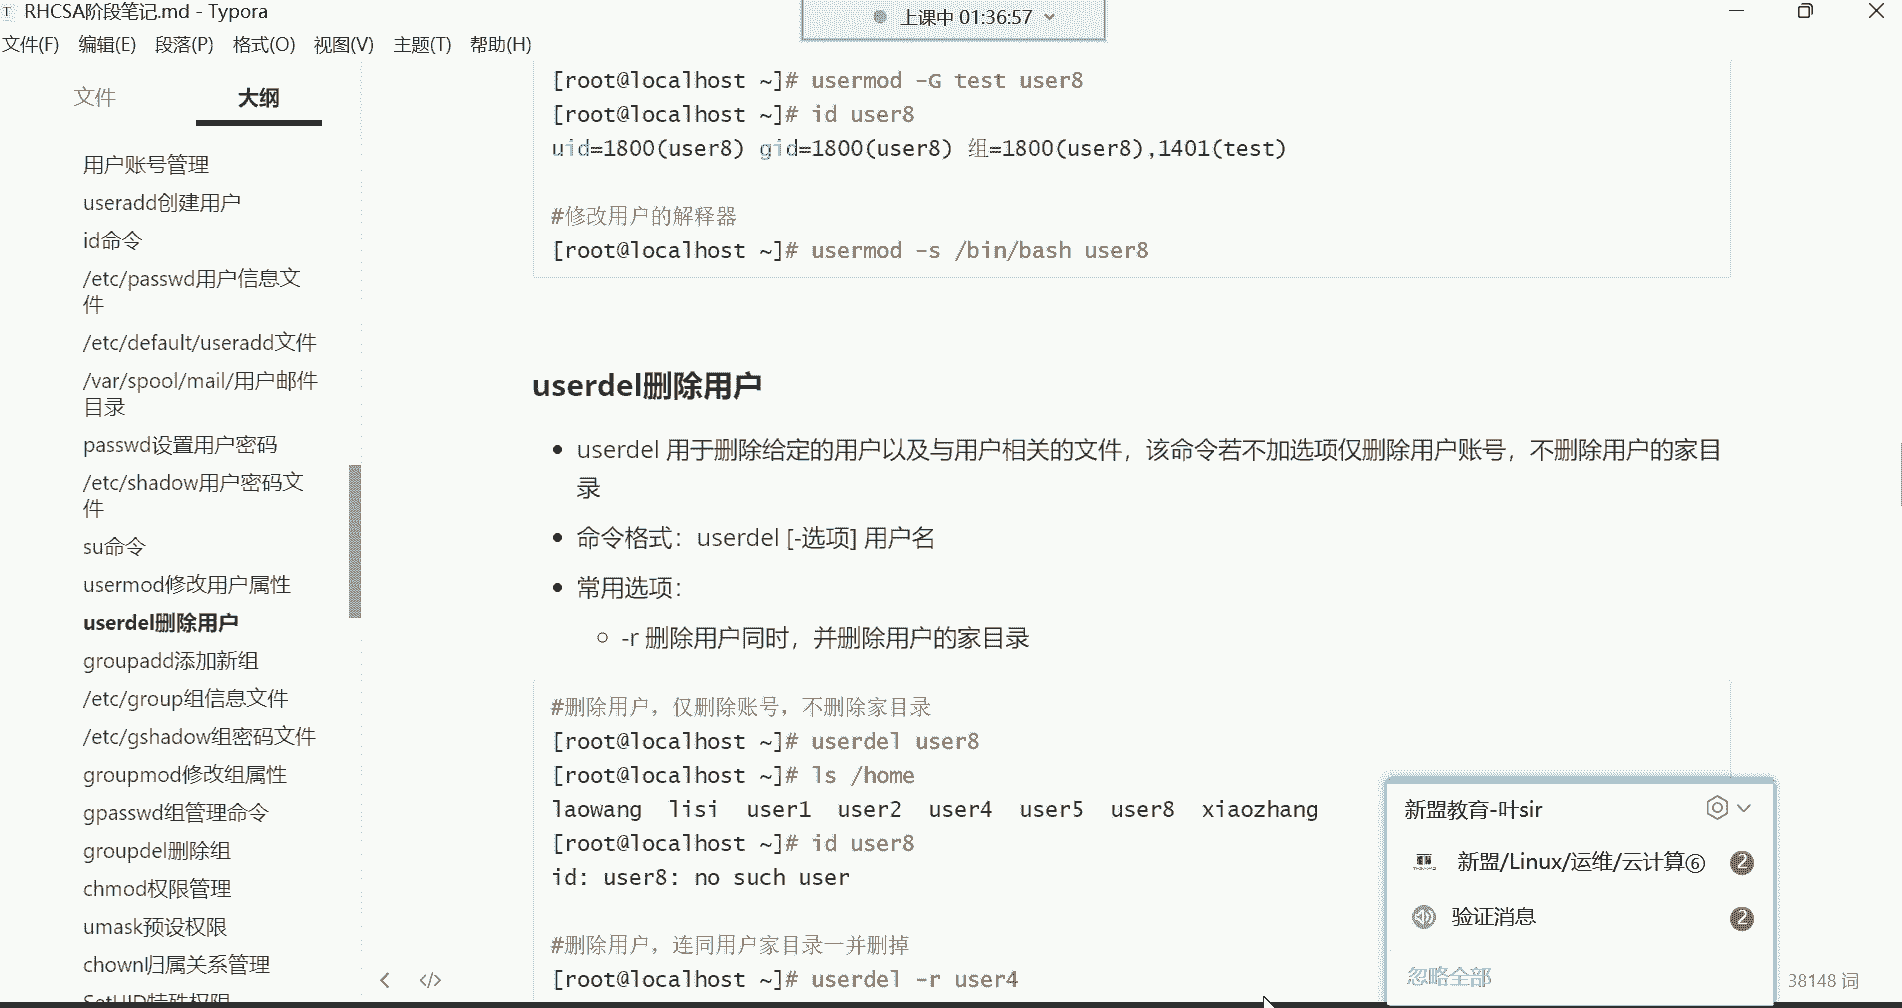 RHCSA阶段笔记.md - Typora
上课中 01:36:57
文件(F) 编辑(E) 段落(P) 格式(O) 视图(V) 主题(T) 帮助(H)
文件 大纲
用户账号管理
useradd创建用户
id命令
/etc/passwd用户信息文
件
/etc/default/useradd文件
/var/spool/mail/用户邮件
目录
passwd设置用户密码
/etc/shadow用户密码文
件
su命令
usermod修改用户属性
userdel删除用户
groupadd添加新组
/etc/group组信息文件
/etc/gshadow组密码文件
groupmod修改组属性
gpasswd组管理命令
groupdel删除组
chmod权限管理
umask预设权限
chown归属关系管理
SetUID特殊权限
[root@localhost ~]# usermod -G test user8
[root@localhost ~]# id user8
uid=1800(user8) gid=1800(user8) 组=1800(user8),1401(test)
#修改用户的解释器
[root@localhost ~]# usermod -s /bin/bash user8
userdel删除用户
userdel 用于删除给定的用户以及与用户相关的文件，该命令若不加选项仅删除用户账号，不删除用户的家目
录
命令格式：userdel [-选项] 用户名
常用选项：
-r 删除用户同时，并删除用户的家目录
#删除用户，仅删除账号，不删除家目录
[root@localhost ~]# userdel user8
[root@localhost ~]# ls /home
laowang lisi user1 user2 user4 user5 user8 xiaozhang
[root@localhost ~]# id user8
id: user8: no such user
#删除用户，连同用户家目录一并删掉
[root@localhost ~]# userdel -r user4
新盟教育-叶sir
新盟/Linux/运维/云计算⑥ 2
验证消息 2
忽略全部
38148 词